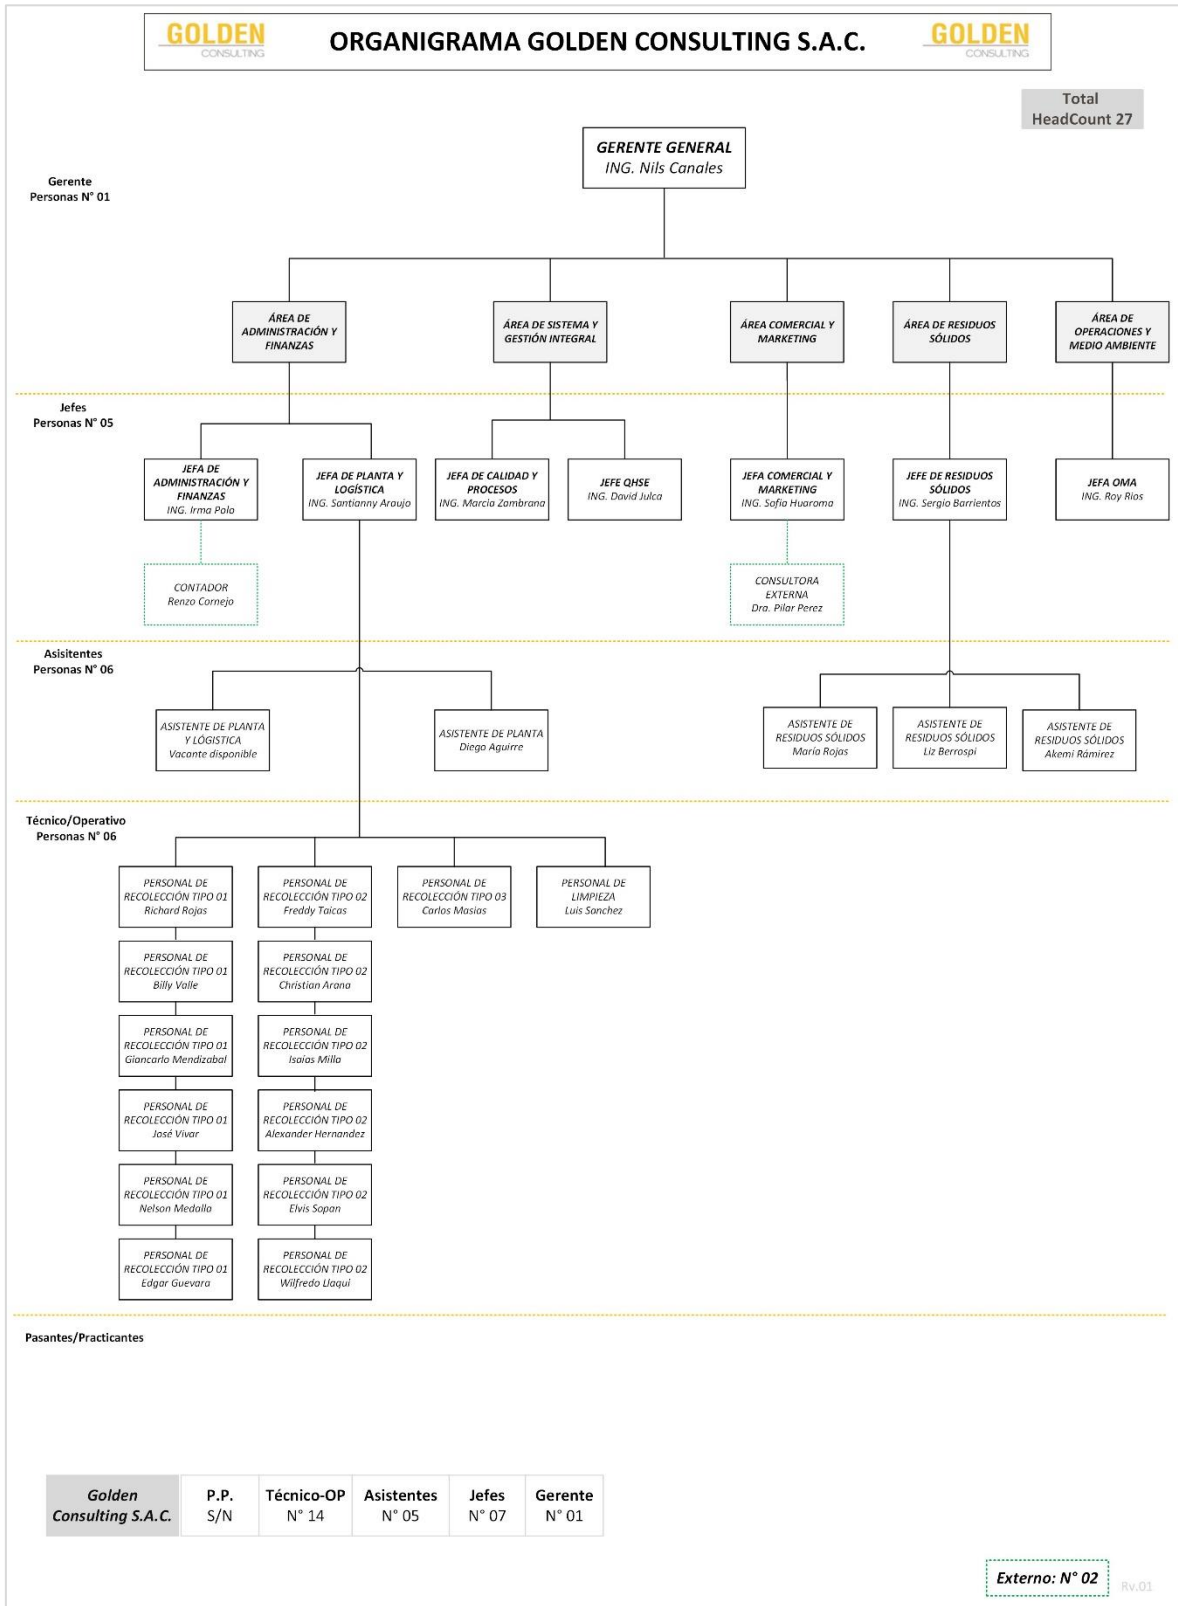 GOLDEN
CONSULTING
ORGANIGRAMA GOLDEN CONSULTING S.A.C.
GOLDEN
CONSULTING
Total
HeadCount 27
GERENTE GENERAL
ING. Nils Canales
Gerente
Personas N° 01
ÁREA DE
ADMINISTRACIÓN Y
FINANZAS
ÁREA DE SISTEMA Y
GESTIÓN INTEGRAL
ÁREA COMERCIAL Y
MARKETING
ÁREA DE RESIDUOS
SÓLIDOS
ÁREA DE
OPERACIONES Y
MEDIO AMBIENTE
Jefes
Personas N° 05
JEFA DE
ADMINISTRACIÓN Y
FINANZAS
ING. Irma Polo
JEFA DE PLANTA Y
LOGÍSTICA
ING. Santianny Araujo
JEFA DE CALIDAD Y
PROCESOS
ING. Marcia Zambrana
JEFE QHSE
ING. David Julca
JEFA COMERCIAL Y
MARKETING
ING. Sofia Huaroma
JEFE DE RESIDUOS
SÓLIDOS
ING. Sergio Barrientos
JEFA OMA
ING. Roy Rios
CONTADOR
Renzo Cornejo
CONSULTORA
EXTERNA
Dra. Pilar Perez
Asisitentes
Personas N° 06
ASISTENTE DE PLANTA
Y LÓGISTICA
Vacante disponible
ASISTENTE DE PLANTA
Diego Aguirre
ASISTENTE DE
RESIDUOS SÓLIDOS
María Rojas
ASISTENTE DE
RESIDUOS SÓLIDOS
Liz Berrospi
ASISTENTE DE
RESIDUOS SÓLIDOS
Akemi Rámirez
Técnico/Operativo
Personas N° 06
PERSONAL DE
RECOLECCIÓN TIPO 01
Richard Rojas
PERSONAL DE
RECOLECCIÓN TIPO 02
Freddy Taicas
PERSONAL DE
RECOLECCIÓN TIPO 03
Carlos Masias
PERSONAL DE
LIMPIEZA
Luis Sanchez
PERSONAL DE
RECOLECCIÓN TIPO 01
Billy Valle
PERSONAL DE
RECOLECCIÓN TIPO 02
Christian Arana
PERSONAL DE
RECOLECCIÓN TIPO 01
Giancarlo Mendizabal
PERSONAL DE
RECOLECCIÓN TIPO 02
Isaías Milla
PERSONAL DE
RECOLECCIÓN TIPO 01
José Vivar
PERSONAL DE
RECOLECCIÓN TIPO 02
Alexander Hernandez
PERSONAL DE
RECOLECCIÓN TIPO 01
Nelson Medalla
PERSONAL DE
RECOLECCIÓN TIPO 02
Elvis Sopan
PERSONAL DE
RECOLECCIÓN TIPO 01
Edgar Guevara
PERSONAL DE
RECOLECCIÓN TIPO 02
Wilfredo Llaqui
Pasantes/Practicantes
Golden
Consulting S.A.C.
P.P.
S/N
Técnico-OP
N° 14
Asistentes
N° 05
Jefes
N° 07
Gerente
N° 01
Externo: N° 02
Rv.01